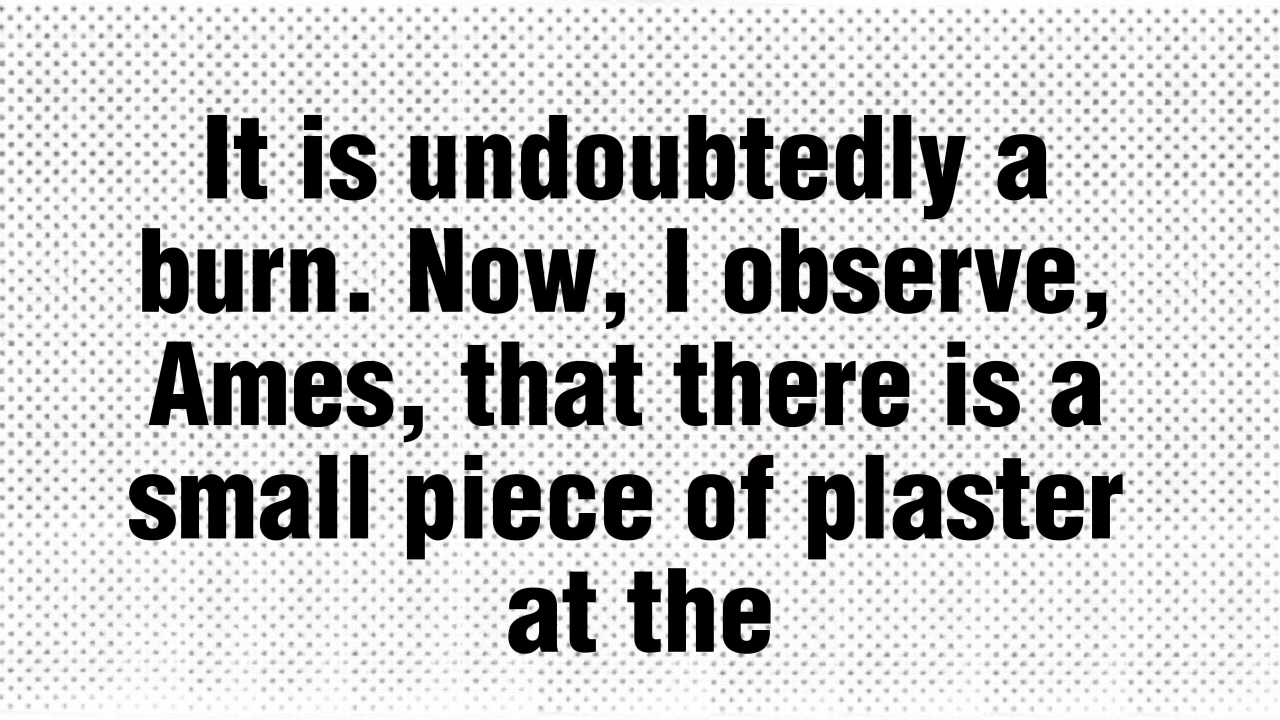 It is undoubtedly a
burn. Now, I observe,
Ames, that there is a
small piece of plaster
at the